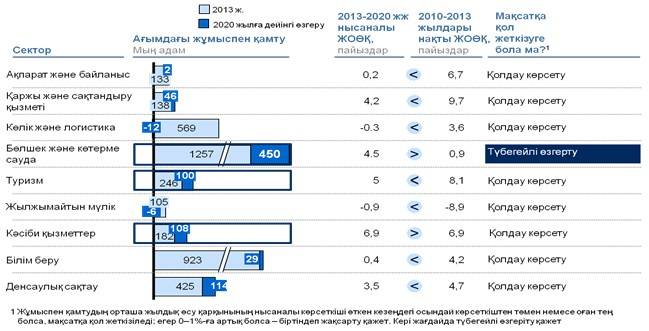 2013 ж.
2020 жылға дейінгі өзгеру
Сектор
Ағымдағы жұмыспен қамту
Мың адам
2013-2020 жж нысаналы ЖОӨҚ, пайыздар
2010-2013 жылдары нақты ЖОӨҚ, пайыздар
Мақсатқа қол жеткізуге бола ма?¹
Ақпарат және байланыс 133 2 0,2 < 6,7 Қолдау көрсету
Қаржы және сақтандыру қызметі 138 46 4,2 < 9,7 Қолдау көрсету
Көлік және логистика -12 569 -0.3 < 3,6 Қолдау көрсету
Бөлшек және көтерме сауда 1257 450 4.5 > 0,9 Түбегейлі өзгерту
Туризм 246 100 5 < 8,1 Қолдау көрсету
Жылжымайтын мүлік 105 -6 -0,9 < -8,9 Қолдау көрсету
Кәсіби қызметтер 182 108 6,9 > 6,9 Қолдау көрсету
Білім беру 923 29 0,4 < 4,2 Қолдау көрсету
Денсаулық сақтау 425 114 3,5 < 4,7 Қолдау көрсету
1 Жұмыспен қамтудың орташа жылдық өсу қарқынының нысаналы көрсеткіші өткен кезеңдегі осындай көрсеткіштен төмен немесе оған тең
болса, мақсатқа қол жеткізіледі; егер 0–1%-ға артық болса – біртіндеп жақсарту қажет. Кері жағдайда түбегейлі өзгеріту қажет